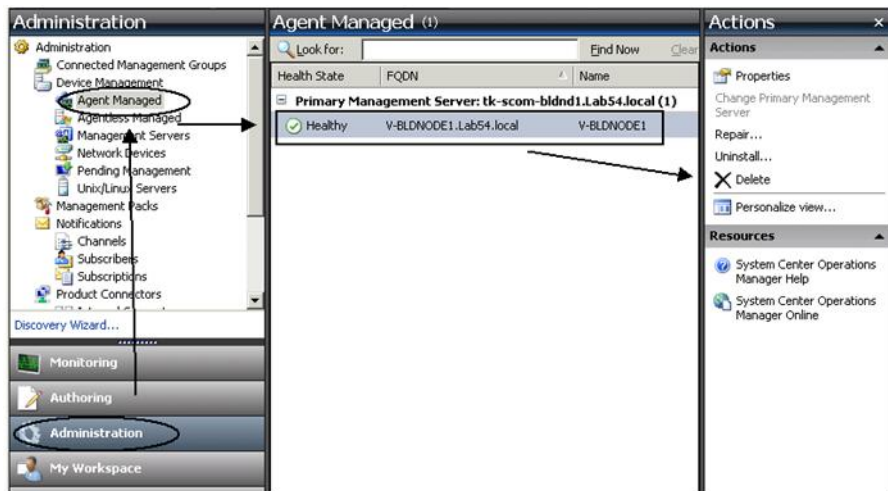 Administration
Administration
Connected Management Groups
Device Management
Agent Managed
Agentless Managed
Management Servers
Network Devices
Pending Management
Unix/Linux Servers
Management Packs
Notifications
Channels
Subscribers
Subscriptions
Product Connectors
Discovery Wizard...
Monitoring
Authoring
Administration
My Workspace
Agent Managed (1)
Look for:
Find Now
Clear
Health State FQDN Name
Primary Management Server: tk-scom-bldnd1.Lab54.local (1)
Healthy V-BLDNODE1.Lab54.local V-BLDNODE1
Actions
Actions
Properties
Change Primary Management
Server
Repair...
Uninstall...
Delete
Personalize view...
Resources
System Center Operations
Manager Help
System Center Operations
Manager Online